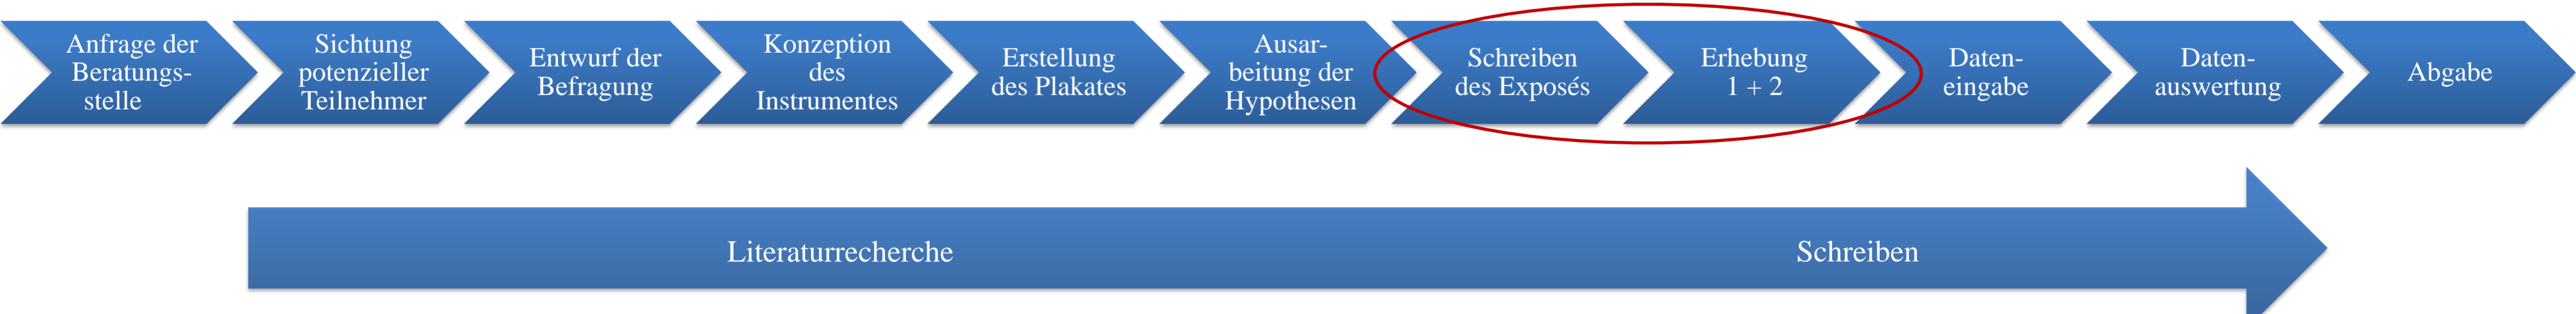 Anfrage der
Beratungs-
stelle
Sichtung
potenzieller
Teilnehmer
Entwurf der
Befragung
Konzeption
des
Instrumentes
Erstellung
des Plakates
Ausar-
beitung der
Hypothesen
Schreiben
des Exposés
Erhebung
1 + 2
Daten-
eingabe
Daten-
auswertung
Abgabe
Literaturrecherche
Schreiben